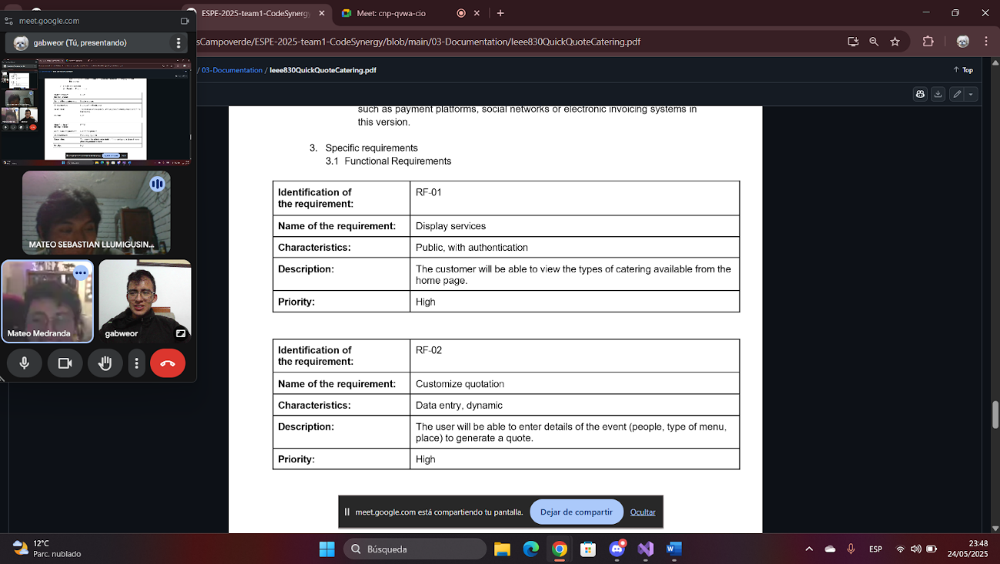 ESPE-2025-team1-CodeSynergy
Meet: cnp-qvwa-cio
meet.google.com
gabweor (Tú, presentando)
sCampoverde/ESPE-2025-team1-CodeSynergy/blob/main/03-Documentation/Ieee830QuickQuoteCatering.pdf
/ 03-Documentation / Ieee830QuickQuoteCatering.pdf
Top
such as payment platforms, social networks or electronic invoicing systems in
this version.
3. Specific requirements
3.1 Functional Requirements
Identification of
the requirement:
RF-01
Name of the requirement:
Display services
Characteristics:
Public, with authentication
Description:
The customer will be able to view the types of catering available from the
home page.
Priority:
High
Identification of
the requirement:
RF-02
Name of the requirement:
Customize quotation
Characteristics:
Data entry, dynamic
Description:
The user will be able to enter details of the event (people, type of menu,
place) to generate a quote.
Priority:
High
MATEO SEBASTIAN LLUMIGUSIN...
Mateo Medranda
gabweor
meet.google.com está compartiendo tu pantalla.
Dejar de compartir
Ocultar
12°C
Parc. nublado
Búsqueda
ESP
23:48
24/05/2025